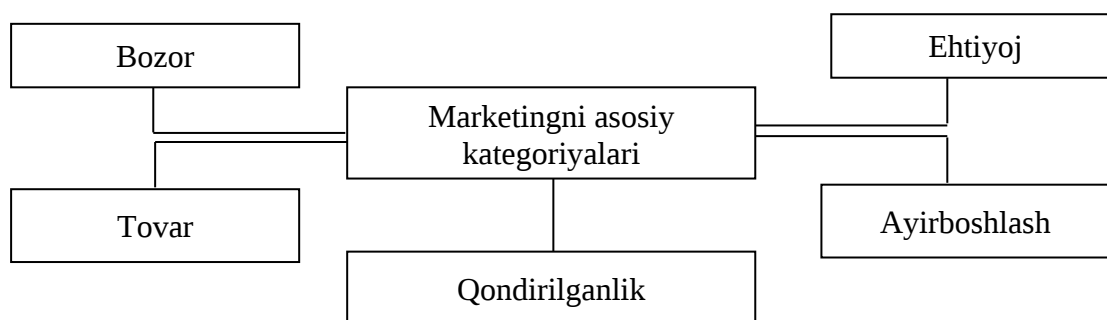 Bozor
Ehtiyoj
Marketingni asosiy
kategoriyalari
Tovar
Ayirboshlash
Qondirilganlik